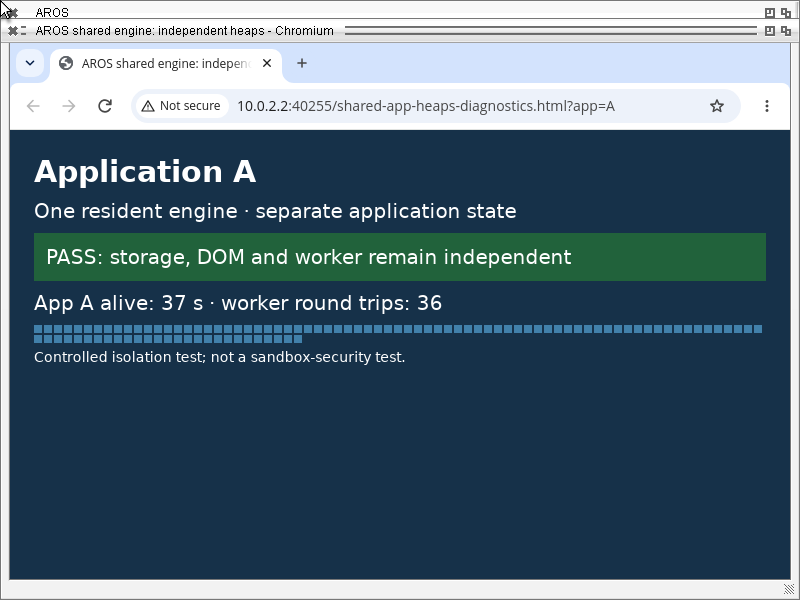 AROS
AROS shared engine: independent heaps - Chromium
AROS shared engine: indepen
Not secure
10.0.2.2:40255/shared-app-heaps-diagnostics.html?app=A
Application A
One resident engine · separate application state
PASS: storage, DOM and worker remain independent
App A alive: 37 s · worker round trips: 36
Controlled isolation test; not a sandbox-security test.